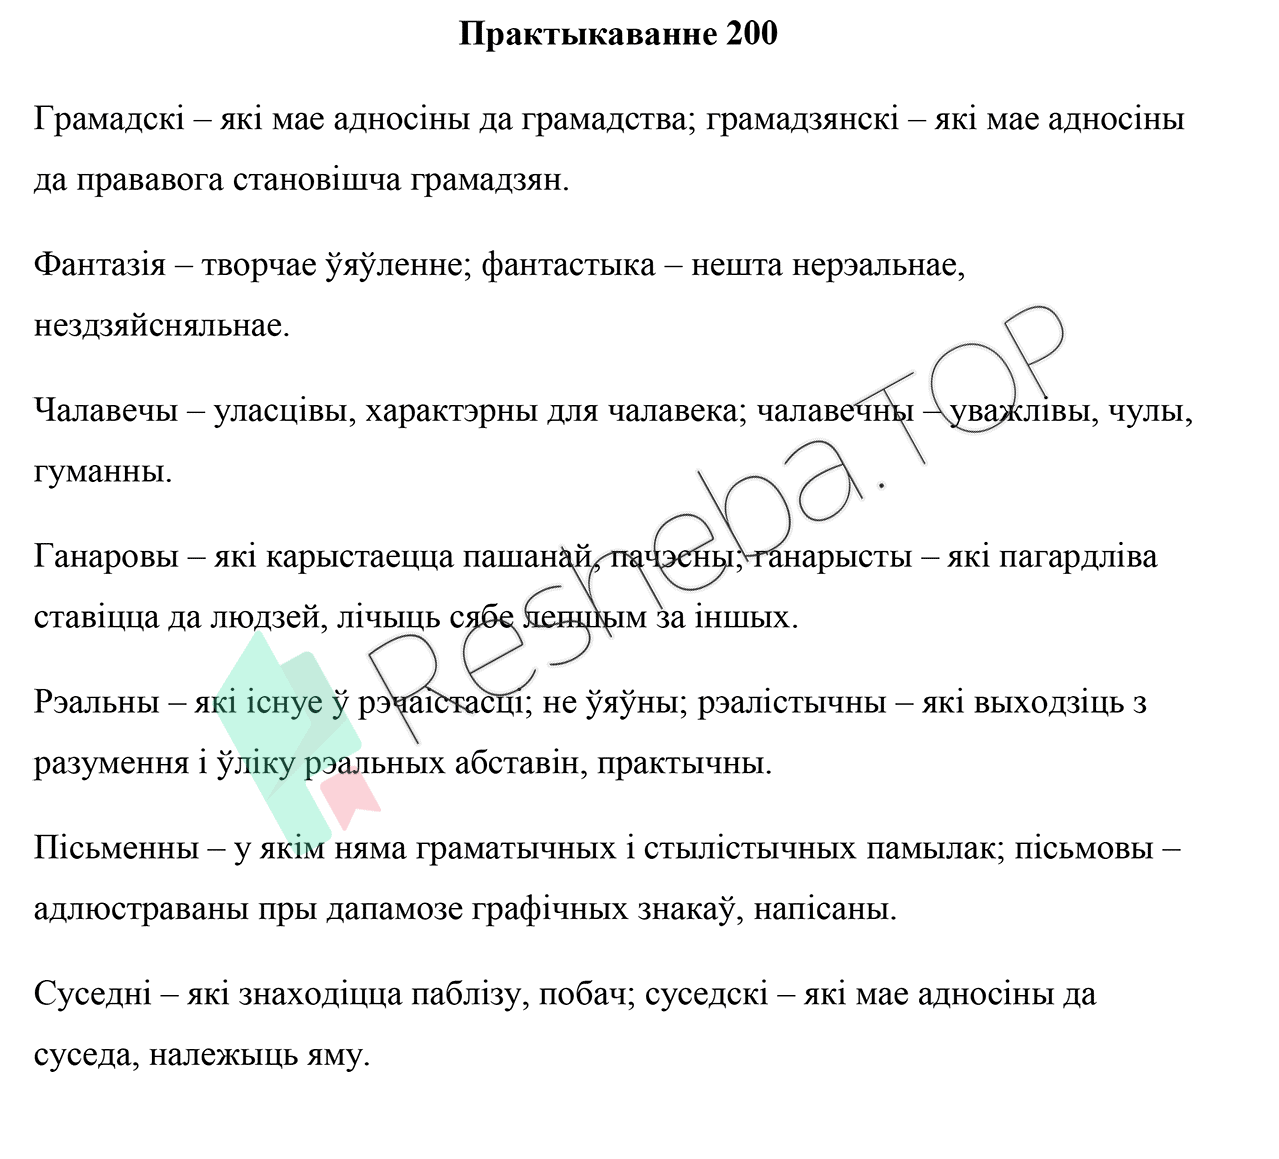 Практыкаванне 200
Грамадскі – які мае адносіны да грамадства; грамадзянскі – які мае адносіны
да прававога становішча грамадзян.
Фантазія – творчае ўяўленне; фантастыка – нешта нерэальнае,
нездзяйсняльнае.
Чалавечы – уласцівы, характэрны для чалавека; чалавечны – уважлівы, чулы,
гуманны.
Ганаровы – які карыстаецца пашанай, пачэсны; ганарысты – які пагардліва
ставіцца да людзей, лічыць сябе лепшым за іншых.
Рэальны – які існуе ў рэчаістасці; не ўяўны; рэалістычны – які выходзіць з
разумення і ўліку рэальных абставін, практычны.
Пісьменны – у якім няма граматычных і стылістычных памылак; пісьмовы –
адлюстраваны пры дапамозе графічных знакаў, напісаны.
Суседні – які знаходіцца паблізу, побач; суседскі – які мае адносіны да
суседа, належыць яму.
Resheba.TOP